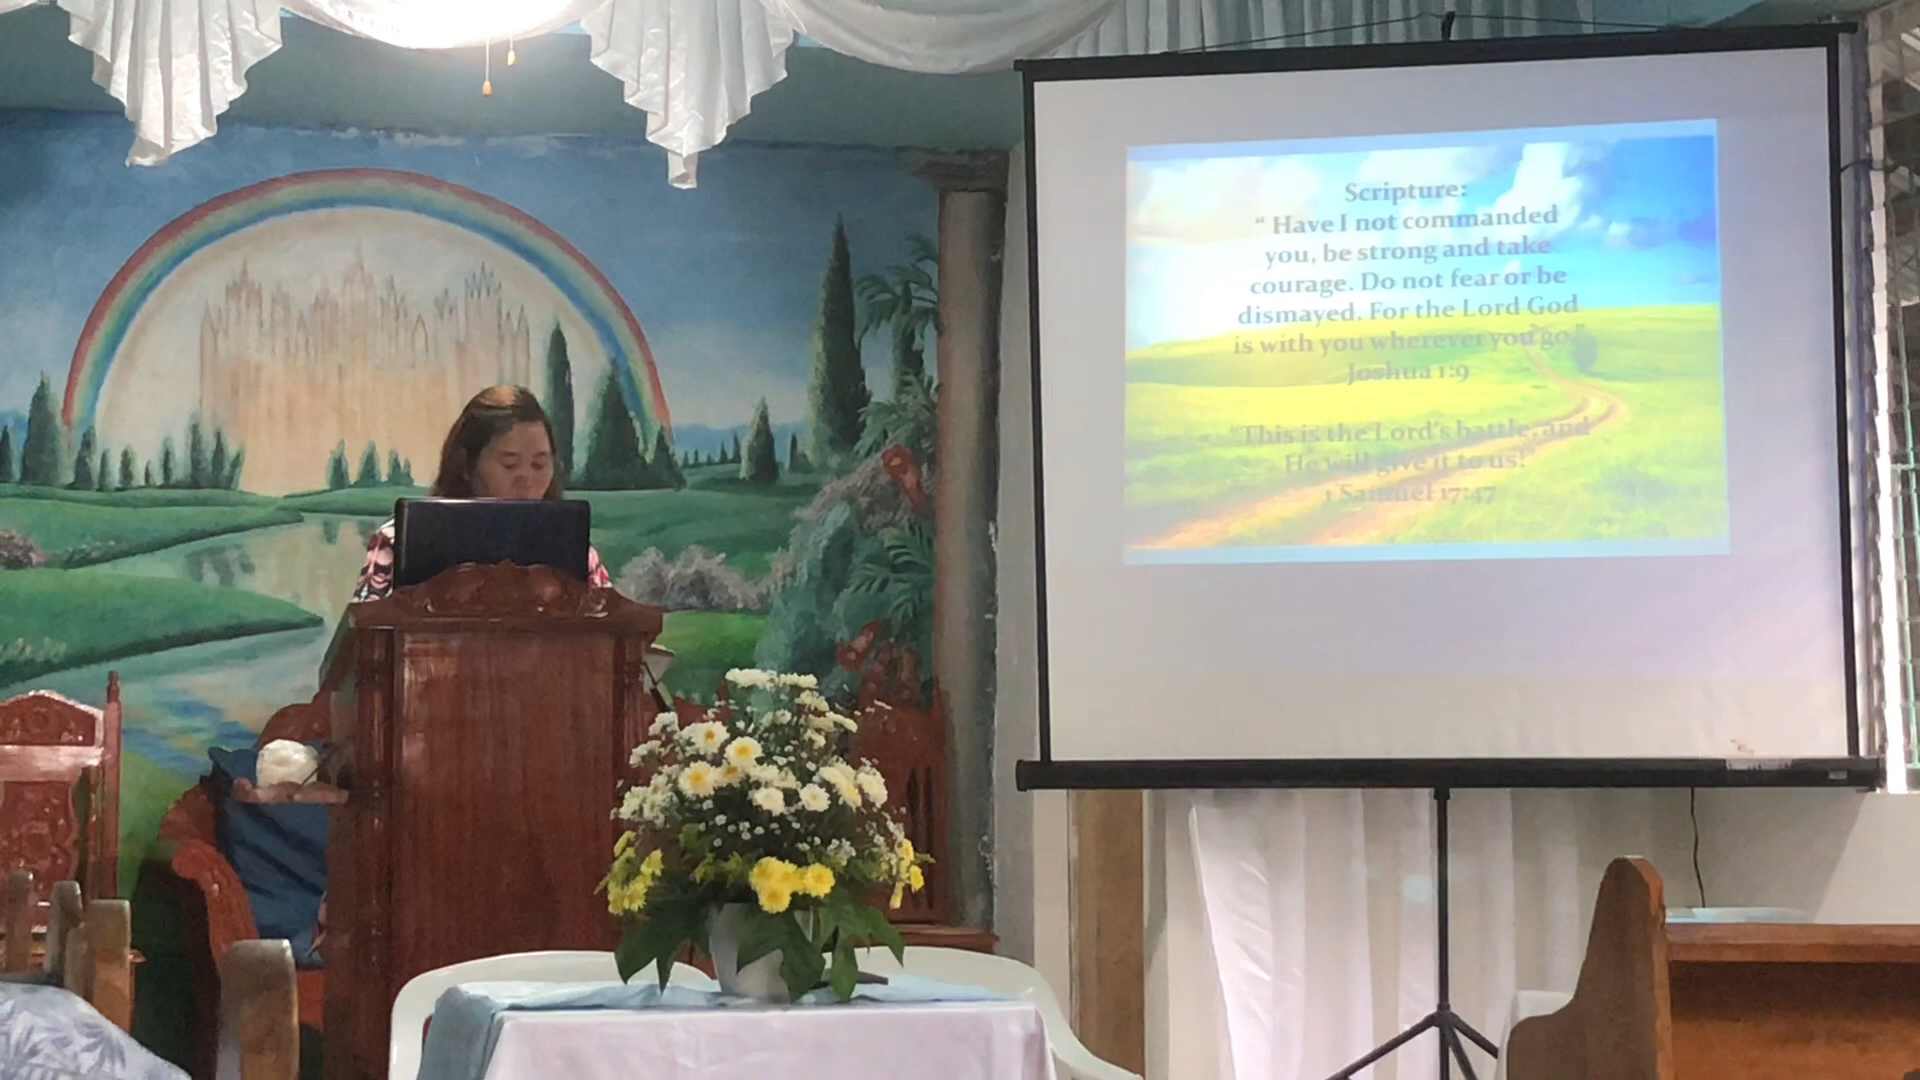 Scripture:
“ Have I not commanded
you, be strong and take
courage. Do not fear or be
dismayed. For the Lord God
is with you wherever you go.”
Joshua 1:9
“This is the Lord's battle, and
He will give it to us!”
1 Samuel 17:47